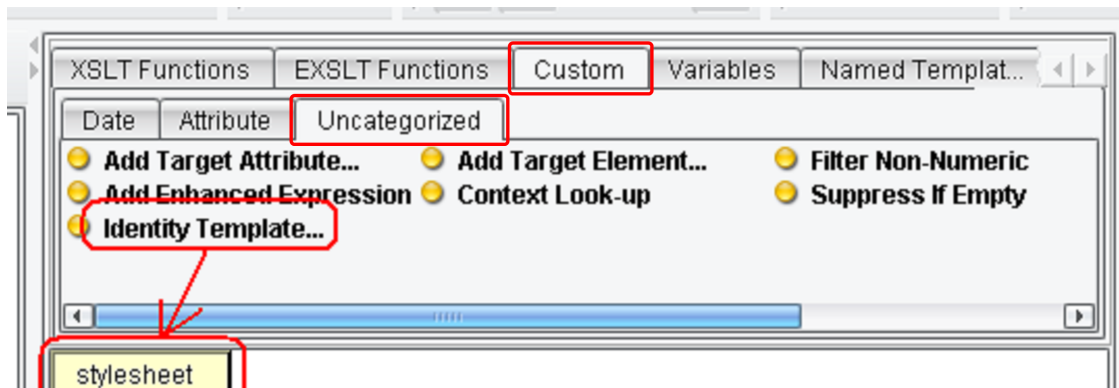 XSLT Functions EXSLT Functions Custom Variables Named Templat...
Date Attribute Uncategorized
Add Target Attribute... Add Target Element... Filter Non-Numeric
Add Enhanced Expression Context Look-up Suppress If Empty
Identity Template...
stylesheet